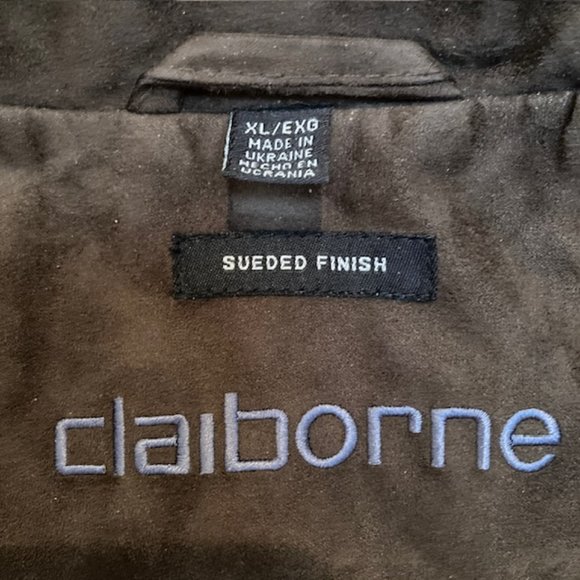 XL/EXG
MADE IN
UKRAINE
HECHO EN
UCRANIA
SUEDED FINISH
claiborne